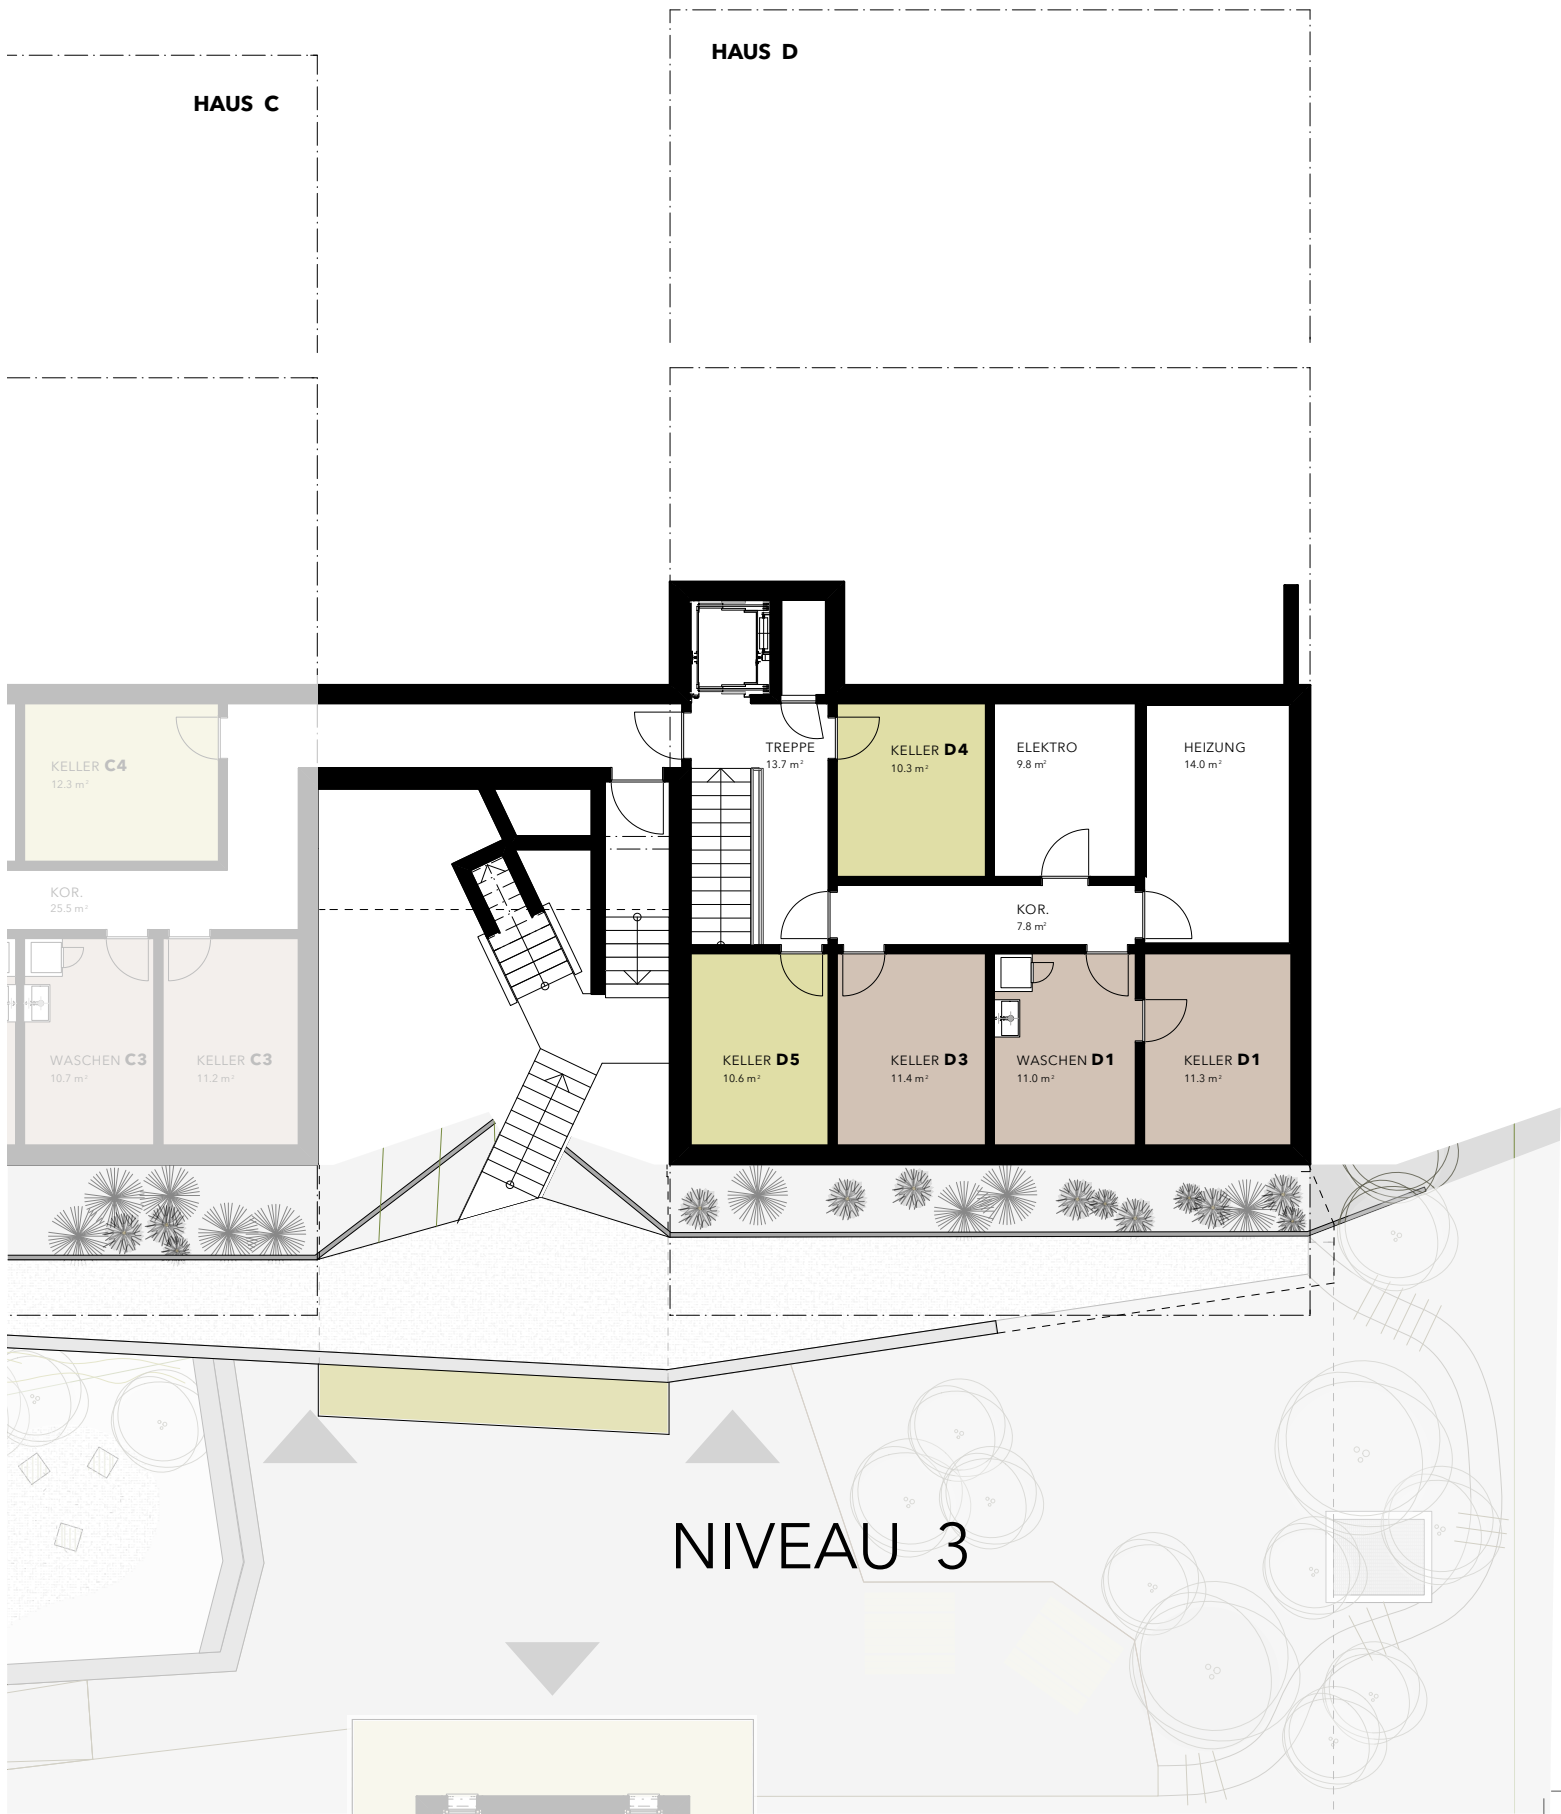 HAUS D
HAUS C
TREPPE
13.7 m²
KELLER D4
10.3 m²
ELEKTRO
9.8 m²
HEIZUNG
14.0 m²
KELLER C4
12.3 m²
KOR.
25.5 m²
KOR.
7.8 m²
WASCHEN C3
10.7 m²
KELLER C3
11.2 m²
KELLER D5
10.6 m²
KELLER D3
11.4 m²
WASCHEN D1
11.0 m²
KELLER D1
11.3 m²
NIVEAU 3